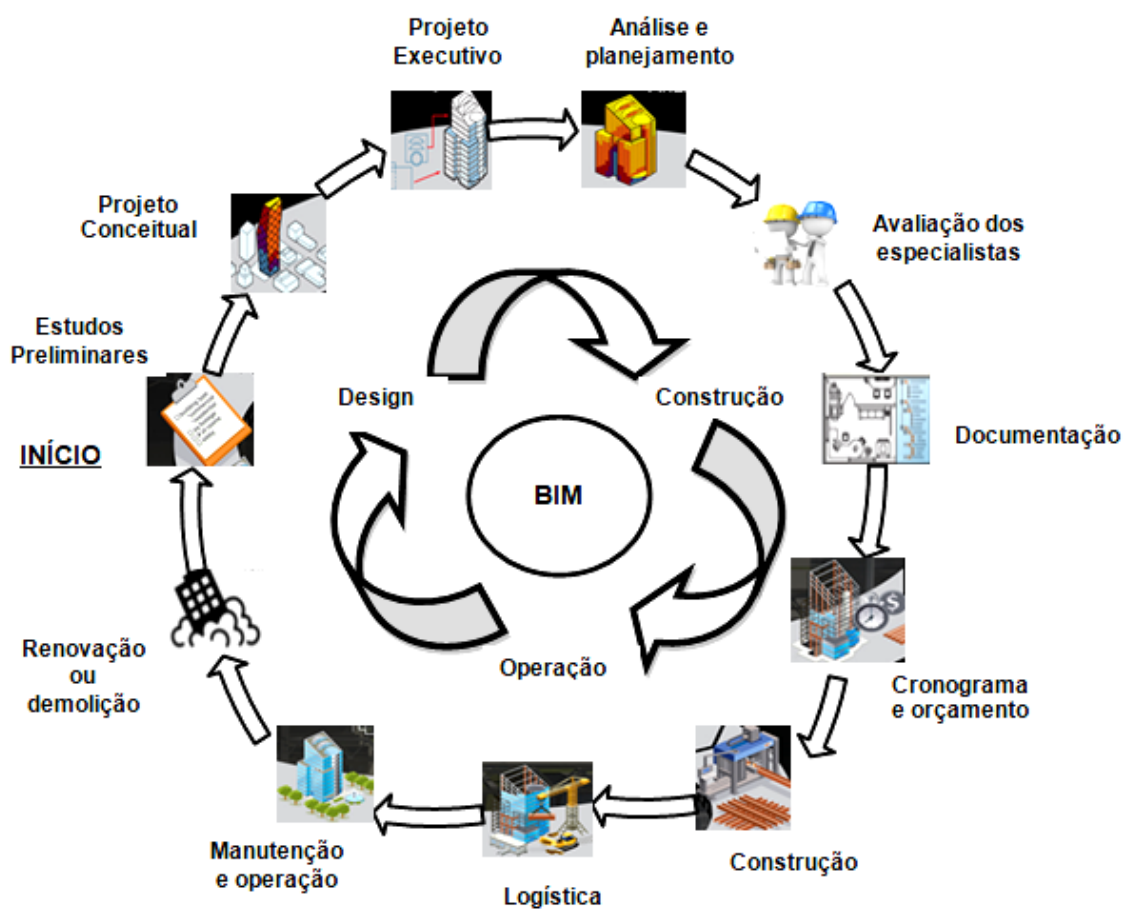 Projeto
Executivo
Análise e
planejamento
Projeto
Conceitual
Avaliação dos
especialistas
Estudos
Preliminares
Design
Construção
INÍCIO
BIM
Documentação
Operação
Renovação
ou
demolição
Cronograma
e orçamento
Manutenção
e operação
Construção
Logística